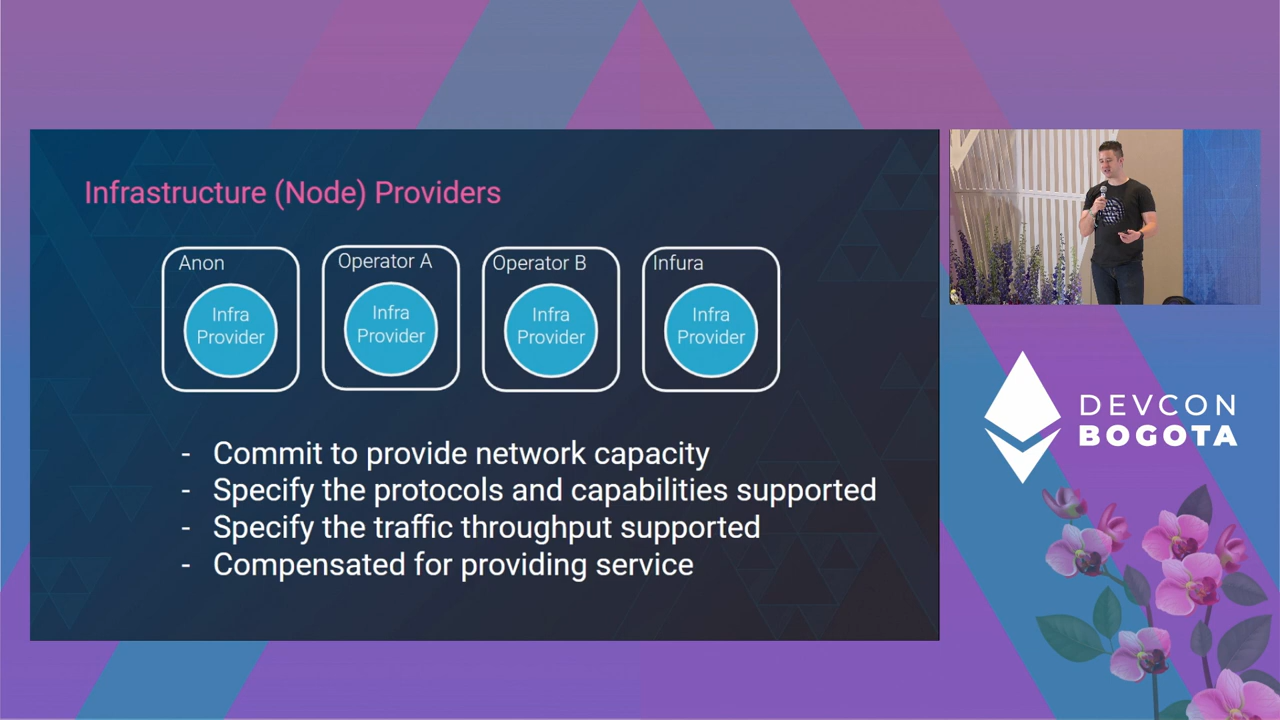 Infrastructure (Node) Providers
Anon
Operator A
Operator B
Infura
Infra
Provider
Infra
Provider
Infra
Provider
Infra
Provider
- Commit to provide network capacity
- Specify the protocols and capabilities supported
- Specify the traffic throughput supported
- Compensated for providing service
DEVCON
BOGOTA